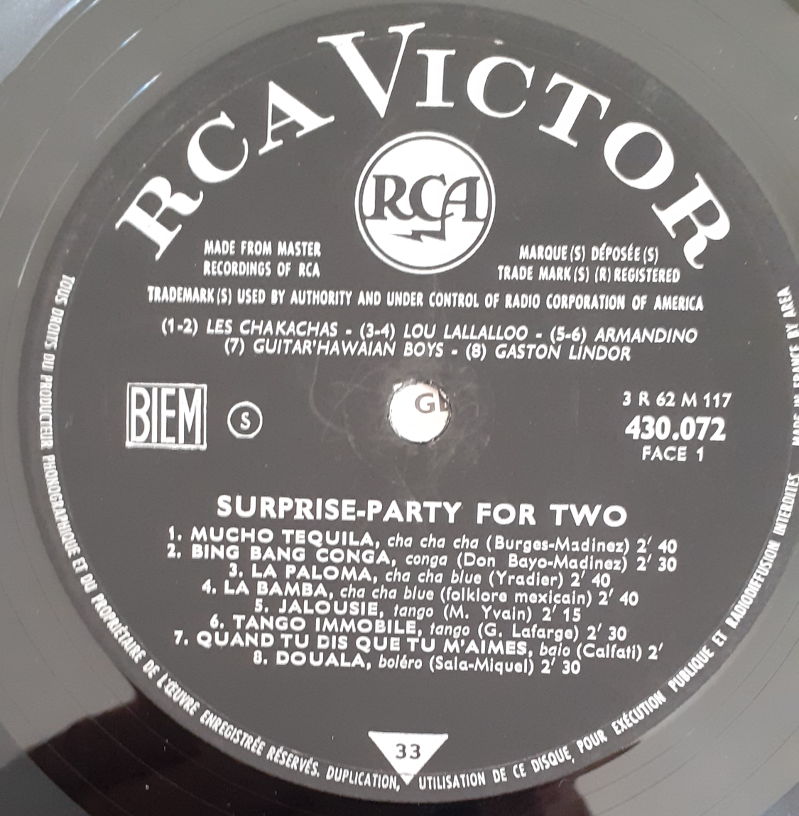 RCA VICTOR
RCA
MADE FROM MASTER
RECORDINGS OF RCA
MARQUE(S) DÉPOSÉE(S)
TRADE MARK(S) (R) REGISTERED
TRADEMARK(S) USED BY AUTHORITY AND UNDER CONTROL OF RADIO CORPORATION OF AMERICA
(1-2) LES CHAKACHAS - (3-4) LOU LALLALLOO - (5-6) ARMANDINO
(7) GUITAR'HAWAIAN BOYS - (8) GASTON LINDOR
BIEM
S
3 R 62 M 117
430.072
FACE 1
SURPRISE-PARTY FOR TWO
1. MUCHO TEQUILA, cha cha cha (Burges-Madinez) 2' 40
2. BING BANG CONGA, conga (Don Bayo-Madinez) 2' 30
3. LA PALOMA, cha cha blue (Yradier) 2' 40
4. LA BAMBA, cha cha blue (folklore mexicain) 2' 40
5. JALOUSIE, tango (M. Yvain) 2' 15
6. TANGO IMMOBILE, tango (G. Lafarge) 2' 30
7. QUAND TU DIS QUE TU M'AIMES, baio (Calfati) 2'
8. DOUALA, boléro (Sala-Miquel) 2' 30
33
TOUS DROITS DU PRODUCTEUR PHONOGRAPHIQUE ET DU PROPRIÉTAIRE DE L'ŒUVRE ENREGISTRÉE RÉSERVÉS. DUPLICATION, UTILISATION DE CE DISQUE, POUR EXÉCUTION PUBLIQUE ET RADIODIFFUSION INTERDITES
MADE IN FRANCE BY AREA